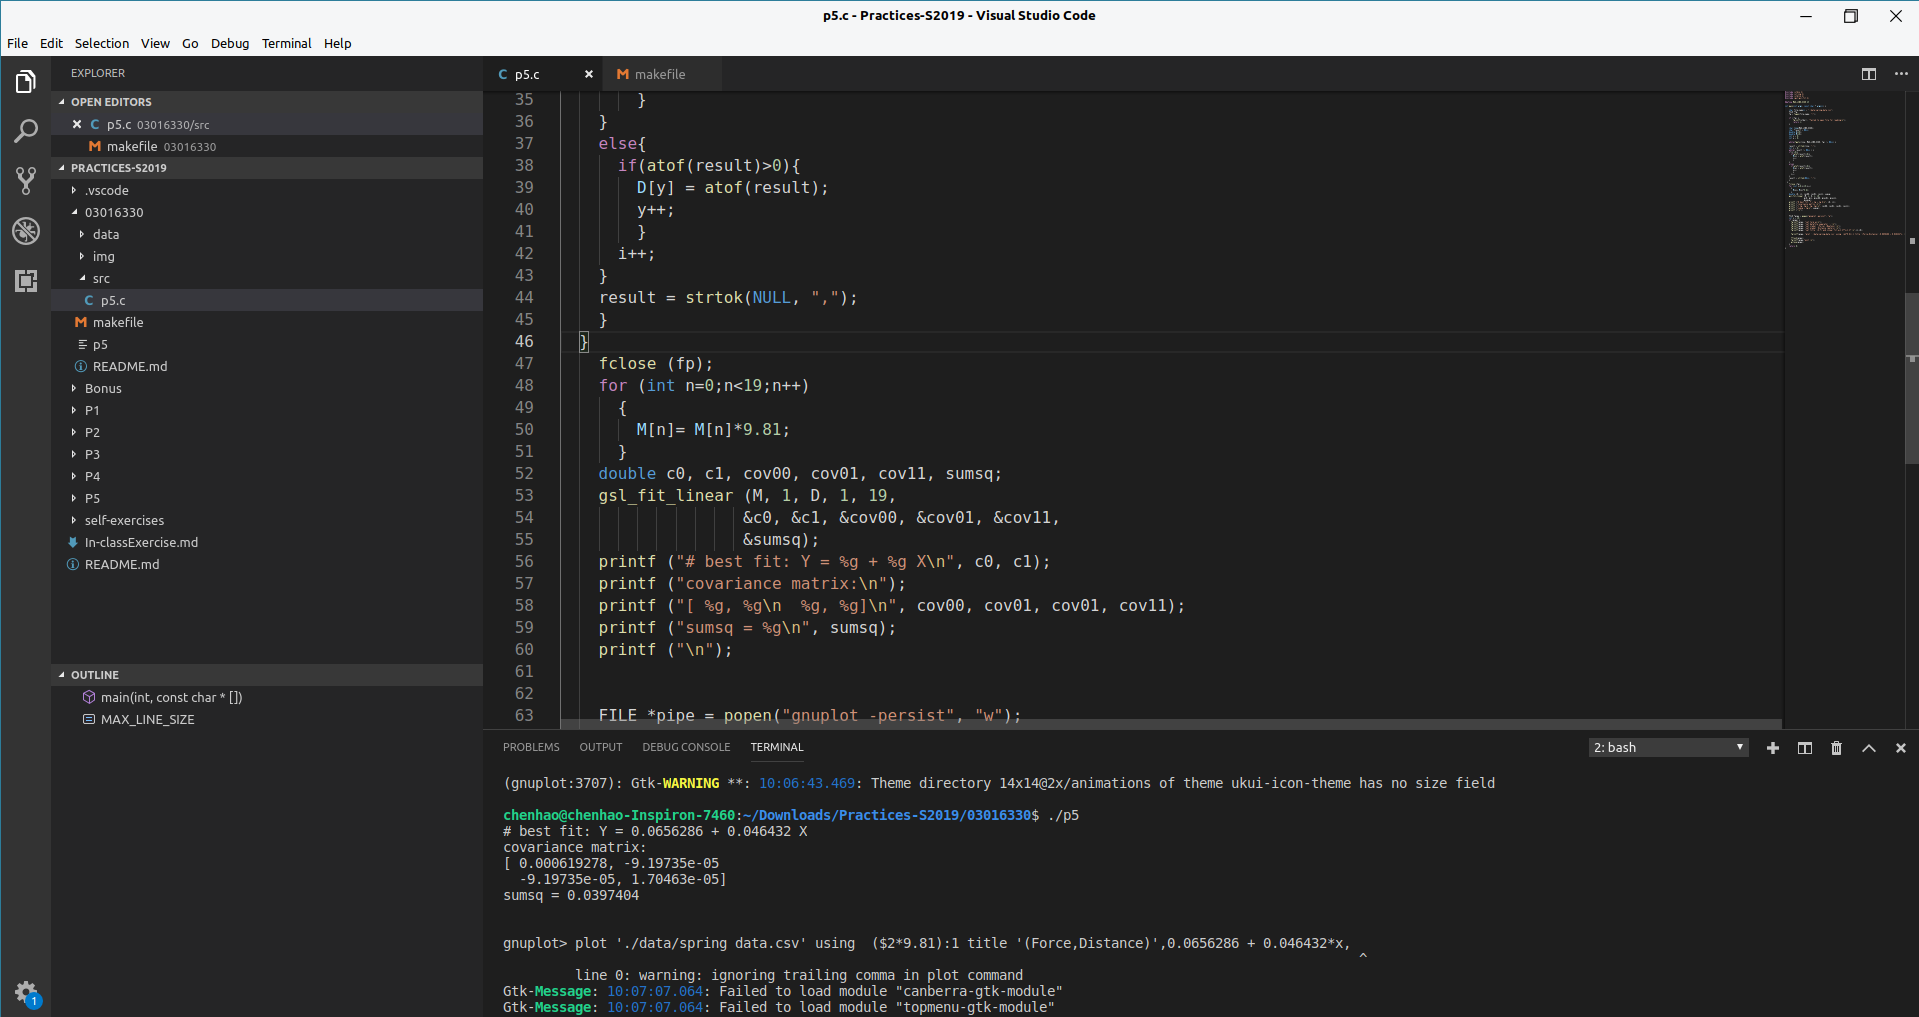 p5.c - Practices-S2019 - Visual Studio Code
File Edit Selection View Go Debug Terminal Help
EXPLORER
OPEN EDITORS
p5.c 03016330/src
makefile 03016330
PRACTICES-S2019
.vscode
03016330
data
img
src
p5.c
makefile
p5
README.md
Bonus
P1
P2
P3
P4
P5
self-exercises
In-classExercise.md
README.md
OUTLINE
main(int, const char * [])
MAX_LINE_SIZE
1
p5.c makefile
35 }
36 }
37 else{
38 if(atof(result)>0){
39 D[y] = atof(result);
40 y++;
41 }
42 i++;
43 }
44 result = strtok(NULL, ",");
45 }
46 }
47 fclose (fp);
48 for (int n=0;n<19;n++)
49 {
50 M[n]= M[n]*9.81;
51 }
52 double c0, c1, cov00, cov01, cov11, sumsq;
53 gsl_fit_linear (M, 1, D, 1, 19,
54 &c0, &c1, &cov00, &cov01, &cov11,
55 &sumsq);
56 printf ("# best fit: Y = %g + %g X\n", c0, c1);
57 printf ("covariance matrix:\n");
58 printf ("[ %g, %g\n  %g, %g]\n", cov00, cov01, cov01, cov11);
59 printf ("sumsq = %g\n", sumsq);
60 printf ("\n");
61
62
63 FILE *pipe = popen("gnuplot -persist", "w");
PROBLEMS OUTPUT DEBUG CONSOLE TERMINAL 2: bash
(gnuplot:3707): Gtk-WARNING **: 10:06:43.469: Theme directory 14x14@2x/animations of theme ukui-icon-theme has no size field
chenhao@chenhao-Inspiron-7460:~/Downloads/Practices-S2019/03016330$ ./p5
# best fit: Y = 0.0656286 + 0.046432 X
covariance matrix:
[ 0.000619278, -9.19735e-05
-9.19735e-05, 1.70463e-05]
sumsq = 0.0397404
gnuplot> plot './data/spring data.csv' using  ($2*9.81):1 title '(Force,Distance)',0.0656286 + 0.046432*x,
^
line 0: warning: ignoring trailing comma in plot command
Gtk-Message: 10:07:07.064: Failed to load module "canberra-gtk-module"
Gtk-Message: 10:07:07.064: Failed to load module "topmenu-gtk-module"